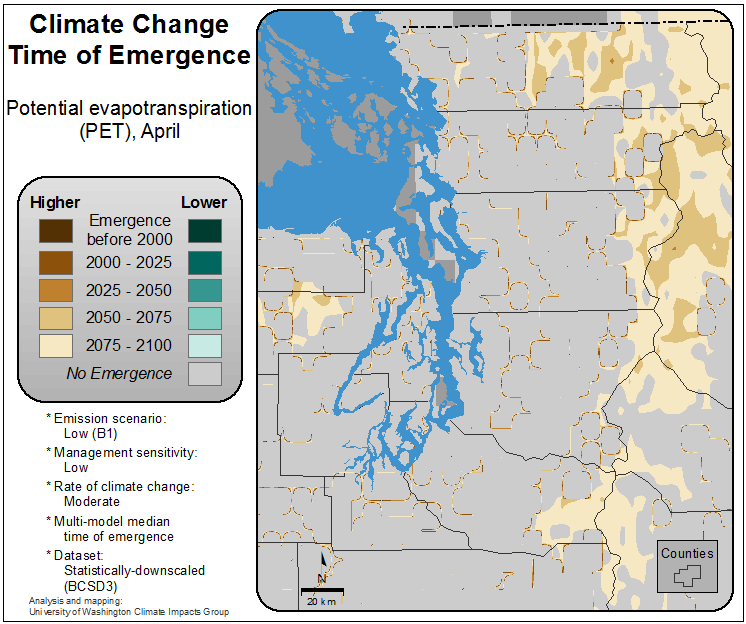 Climate Change
Time of Emergence
Potential evapotranspiration
(PET), April
Higher
Lower
Emergence
before 2000
2000 - 2025
2025 - 2050
2050 - 2075
2075 - 2100
No Emergence
* Emission scenario:
Low (B1)
* Management sensitivity:
Low
* Rate of climate change:
Moderate
* Multi-model median
time of emergence
* Dataset:
Statistically-downscaled
(BCSD3)
Analysis and mapping:
University of Washington Climate Impacts Group
N
20 km
Counties